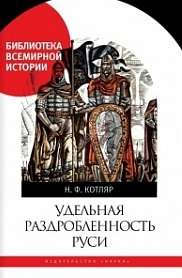 БИБЛИОТЕКА
ВСЕМИРНОЙ
ИСТОРИИ
Н. Ф. КОТЛЯР
УДЕЛЬНАЯ
РАЗДРОБЛЕННОСТЬ
РУСИ
ИЗДАТЕЛЬСТВО «НАУКА»